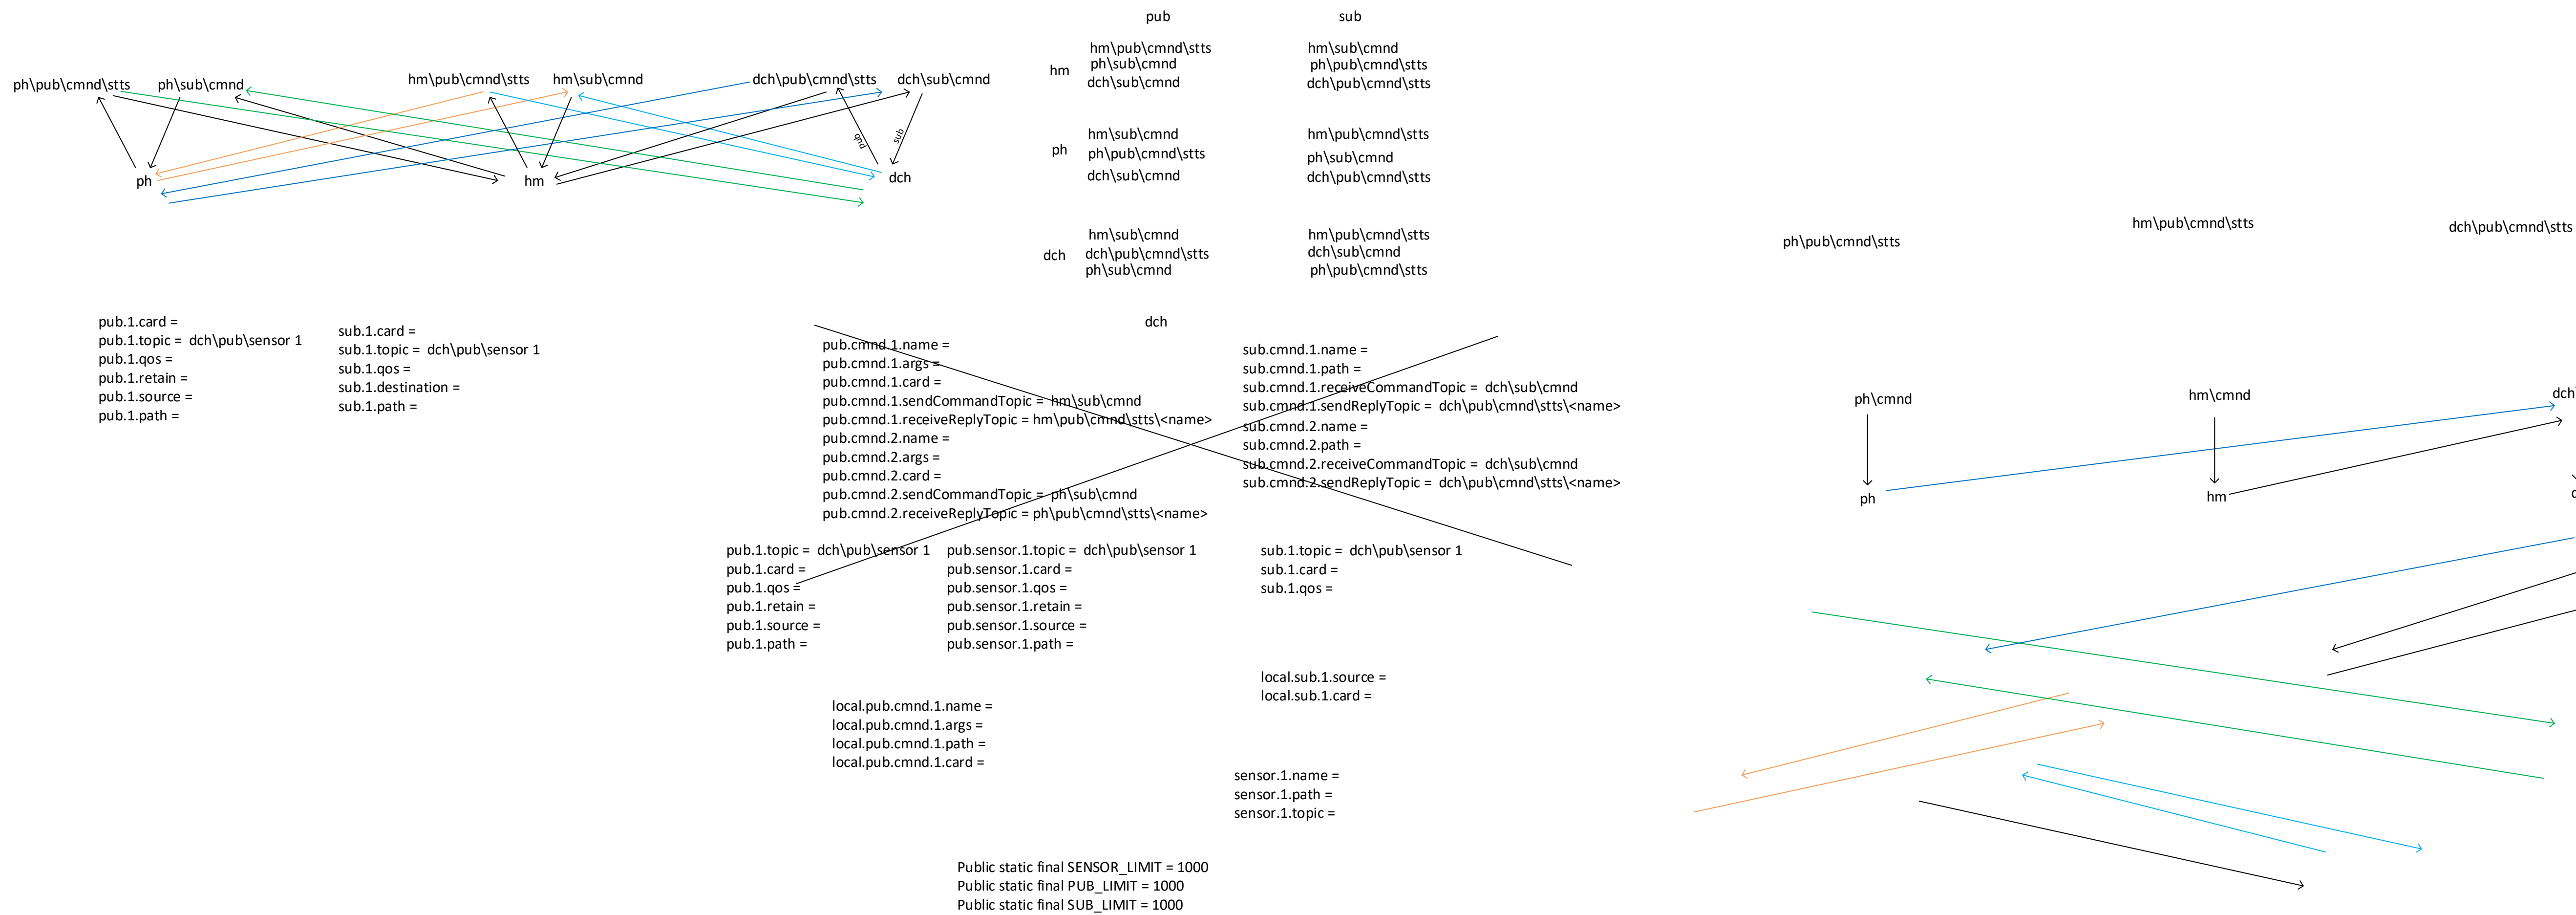 ph\pub\cmnd\stts
ph\sub\cmnd
hm\pub\cmnd\stts
hm\sub\cmnd
dch\pub\cmnd\stts
dch\sub\cmnd
pub
sub
ph
hm
dch
pub
sub
hm
hm\pub\cmnd\stts
ph\sub\cmnd
dch\sub\cmnd
hm\sub\cmnd
ph\pub\cmnd\stts
dch\pub\cmnd\stts
ph
hm\sub\cmnd
ph\pub\cmnd\stts
dch\sub\cmnd
hm\pub\cmnd\stts
ph\sub\cmnd
dch\pub\cmnd\stts
dch
hm\sub\cmnd
dch\pub\cmnd\stts
ph\sub\cmnd
hm\pub\cmnd\stts
dch\sub\cmnd
ph\pub\cmnd\stts
ph\pub\cmnd\stts
hm\pub\cmnd\stts
dch\pub\cmnd\stts
pub.1.card =
pub.1.topic = dch\pub\sensor 1
pub.1.qos =
pub.1.retain =
pub.1.source =
pub.1.path =
sub.1.card =
sub.1.topic = dch\pub\sensor 1
sub.1.qos =
sub.1.destination =
sub.1.path =
dch
pub.cmnd.1.name =
pub.cmnd.1.args =
pub.cmnd.1.card =
pub.cmnd.1.sendCommandTopic = hm\sub\cmnd
pub.cmnd.1.receiveReplyTopic = hm\pub\cmnd\stts\<name>
pub.cmnd.2.name =
pub.cmnd.2.args =
pub.cmnd.2.card =
pub.cmnd.2.sendCommandTopic = ph\sub\cmnd
pub.cmnd.2.receiveReplyTopic = ph\pub\cmnd\stts\<name>
sub.cmnd.1.name =
sub.cmnd.1.path =
sub.cmnd.1.receiveCommandTopic = dch\sub\cmnd
sub.cmnd.1.sendReplyTopic = dch\pub\cmnd\stts\<name>
sub.cmnd.2.name =
sub.cmnd.2.path =
sub.cmnd.2.receiveCommandTopic = dch\sub\cmnd
sub.cmnd.2.sendReplyTopic = dch\pub\cmnd\stts\<name>
ph\cmnd
hm\cmnd
dch\
ph
hm
pub.1.topic = dch\pub\sensor 1
pub.1.card =
pub.1.qos =
pub.1.retain =
pub.1.source =
pub.1.path =
pub.sensor.1.topic = dch\pub\sensor 1
pub.sensor.1.card =
pub.sensor.1.qos =
pub.sensor.1.retain =
pub.sensor.1.source =
pub.sensor.1.path =
sub.1.topic = dch\pub\sensor 1
sub.1.card =
sub.1.qos =
local.sub.1.source =
local.sub.1.card =
local.pub.cmnd.1.name =
local.pub.cmnd.1.args =
local.pub.cmnd.1.path =
local.pub.cmnd.1.card =
sensor.1.name =
sensor.1.path =
sensor.1.topic =
Public static final SENSOR_LIMIT = 1000
Public static final PUB_LIMIT = 1000
Public static final SUB_LIMIT = 1000